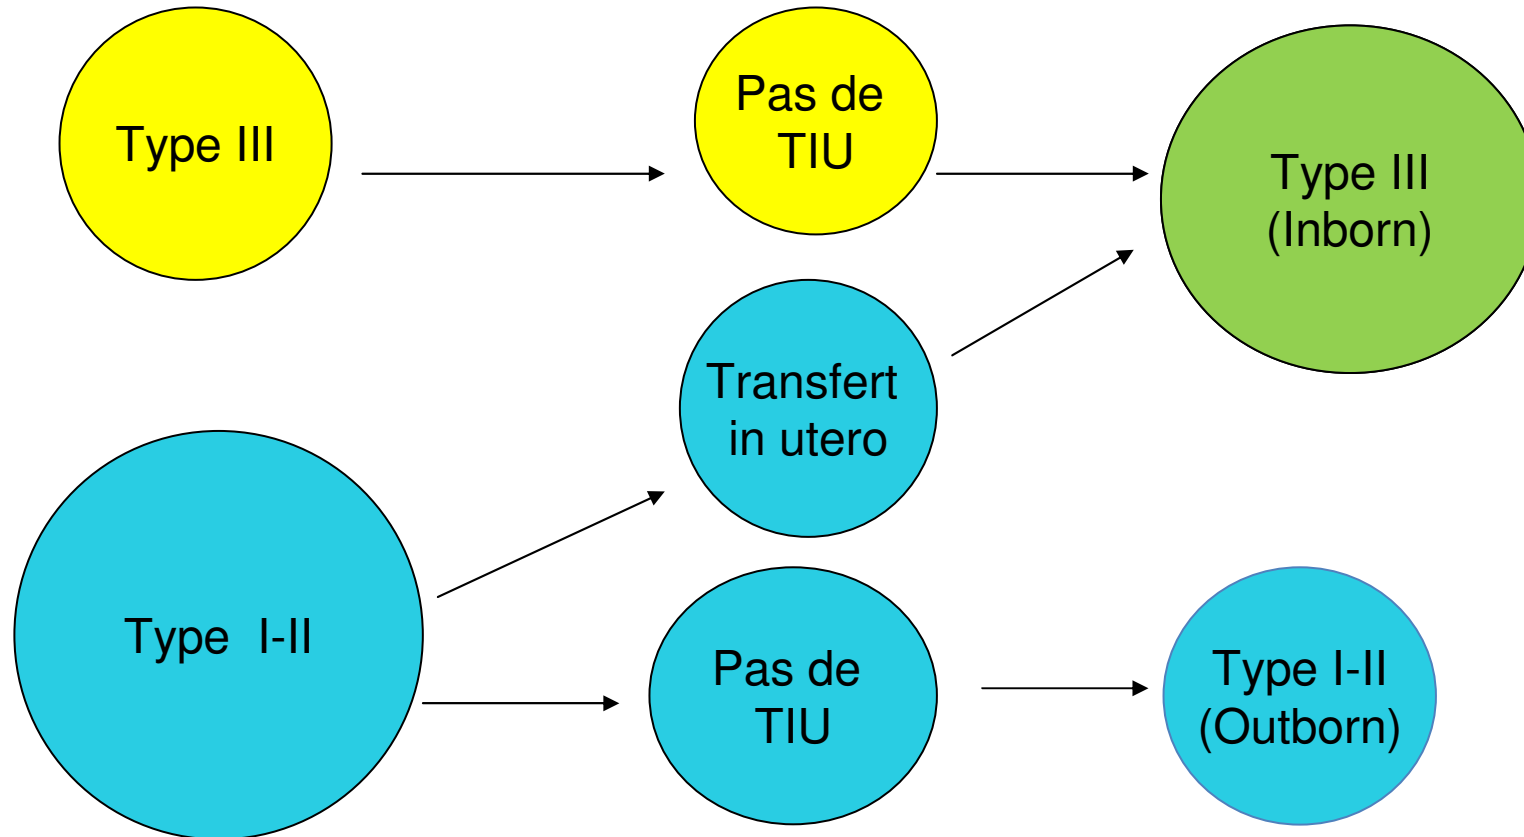 Type III
Pas de
TIU
Type III
(Inborn)
Transfert
in utero
Type I-II
Pas de
TIU
Type I-II
(Outborn)